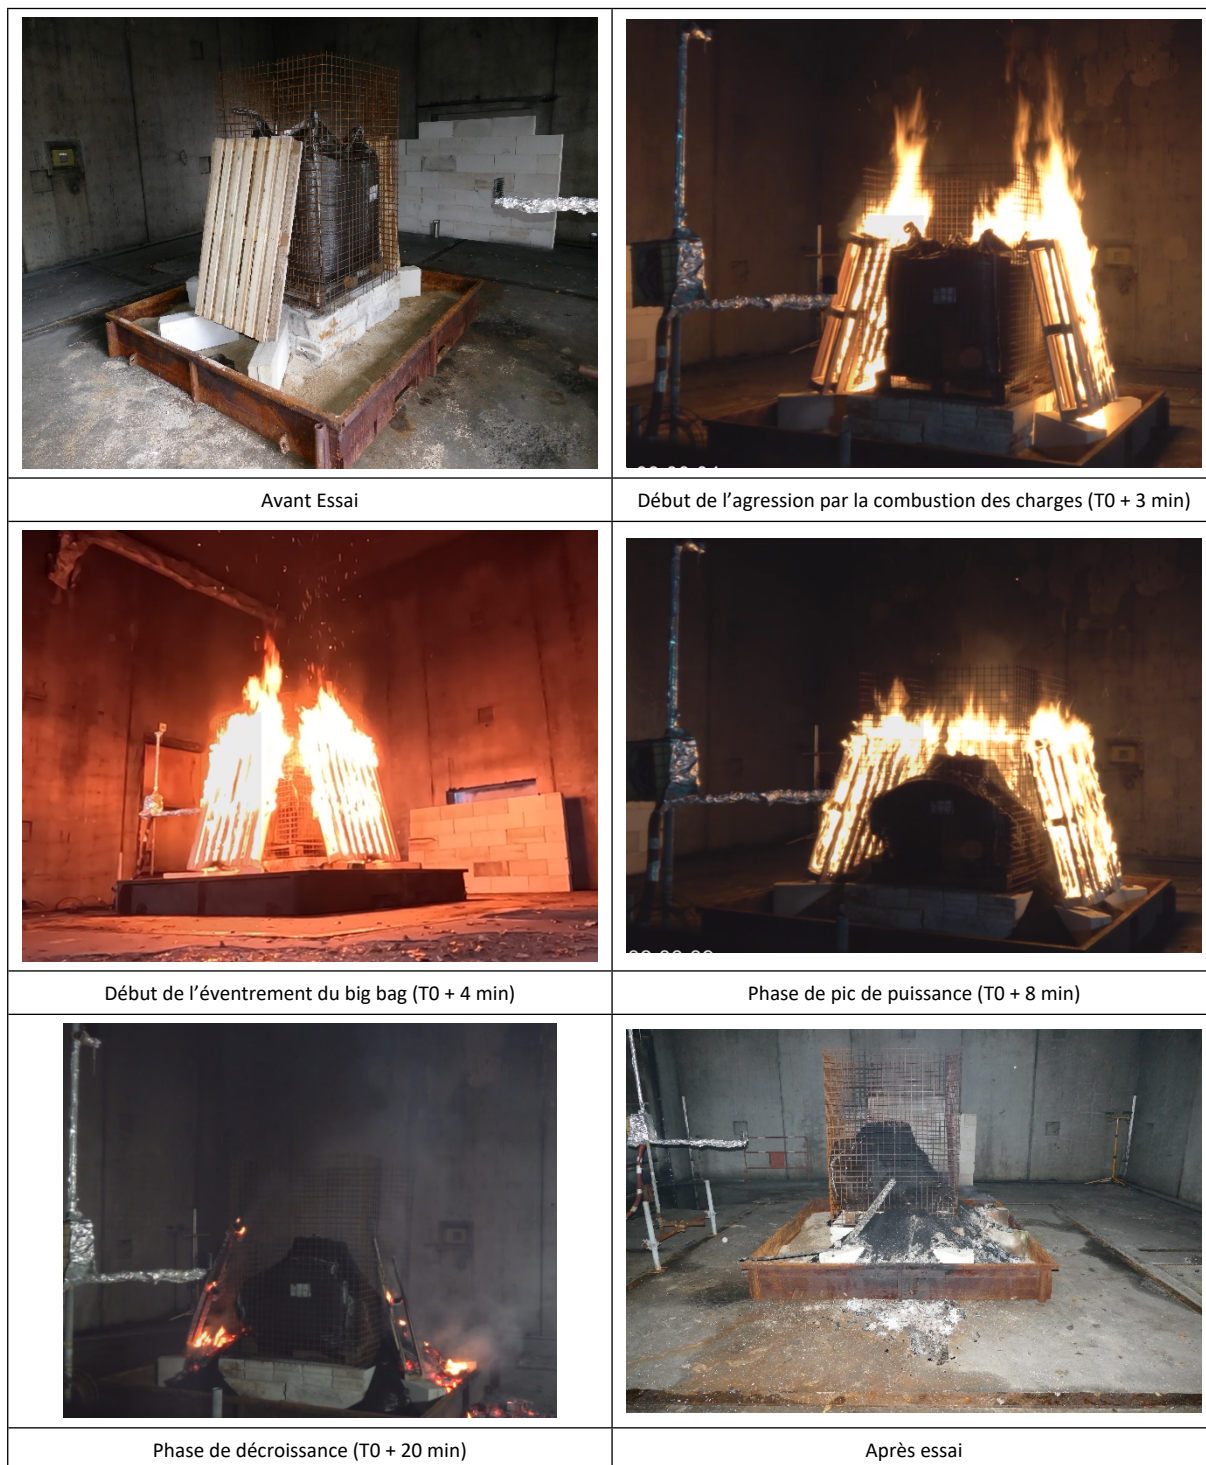 Avant Essai
Début de l’agression par la combustion des charges (T0 + 3 min)
Début de l’éventrement du big bag (T0 + 4 min)
Phase de pic de puissance (T0 + 8 min)
Phase de décroissance (T0 + 20 min)
Après essai